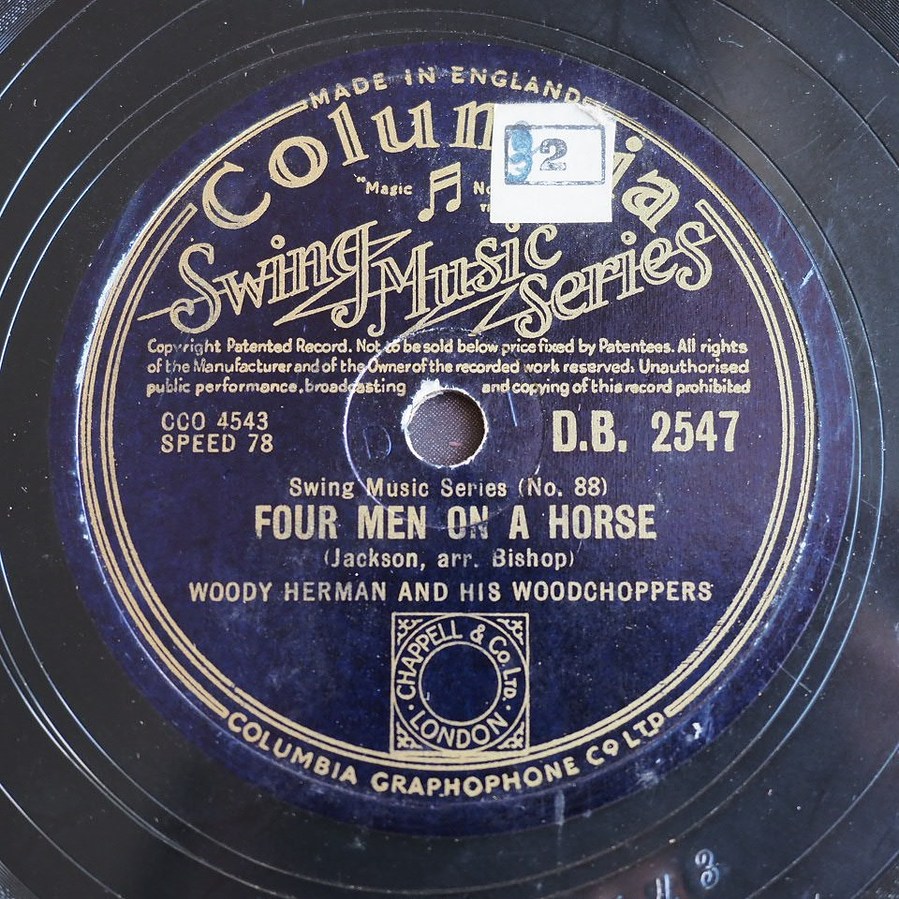 MADE IN ENGLAND
Colum ia
32
"Magic
Swing Music Series
Copyright Patented Record. Not to be sold below price fixed by Patentees. All rights
of the Manufacturer and of the Owner of the recorded work reserved. Unauthorised
public performance, broadcasting and copying of this record prohibited
CCO 4543
SPEED 78
D.B. 2547
Swing Music Series (No. 88)
FOUR MEN ON A HORSE
(Jackson, arr. Bishop)
WOODY HERMAN AND HIS WOODCHOPPERS
CHAPPELL & Co. LTD.
LONDON
COLUMBIA GRAPHOPHONE CO LTD